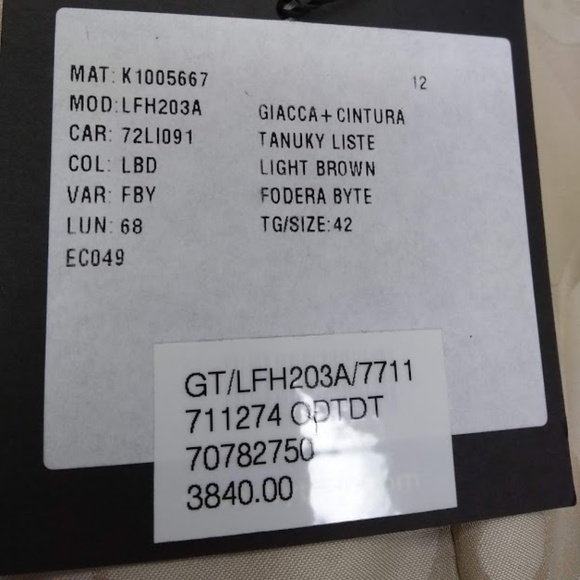 MAT: K1005667 12
MOD: LFH203A GIACCA + CINTURA
CAR: 72LI091 TANUKY LISTE
COL: LBD LIGHT BROWN
VAR: FBY FODERA BYTE
LUN: 68 TG/SIZE: 42
EC049
GT/LFH203A/7711
711274 OPTDT
70782750
3840.00